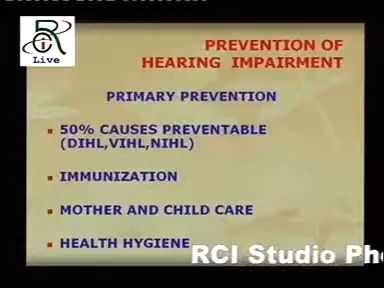 RCi
Live
PREVENTION OF
HEARING IMPAIRMENT
PRIMARY PREVENTION
50% CAUSES PREVENTABLE
(DIHL,VIHL,NIHL)
IMMUNIZATION
MOTHER AND CHILD CARE
HEALTH HYGIENE
RCI Studio Pho